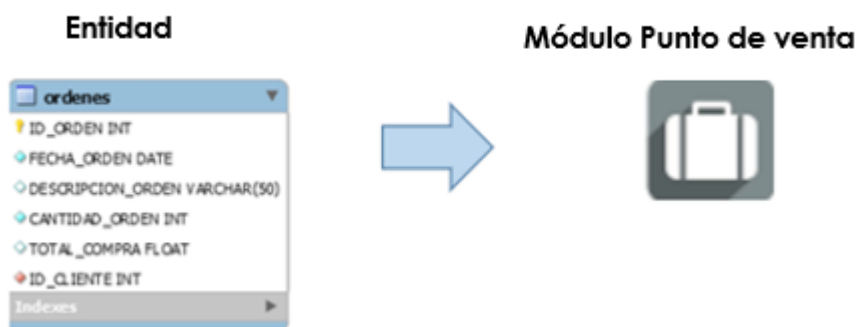 Entidad
Módulo Punto de venta
ordenes
ID_ORDEN INT
FECHA_ORDEN DATE
DESCRIPCION_ORDEN VARCHAR(50)
CANTIDAD_ORDEN INT
TOTAL_COMPRA FLOAT
ID_CLIENTE INT
Indexes